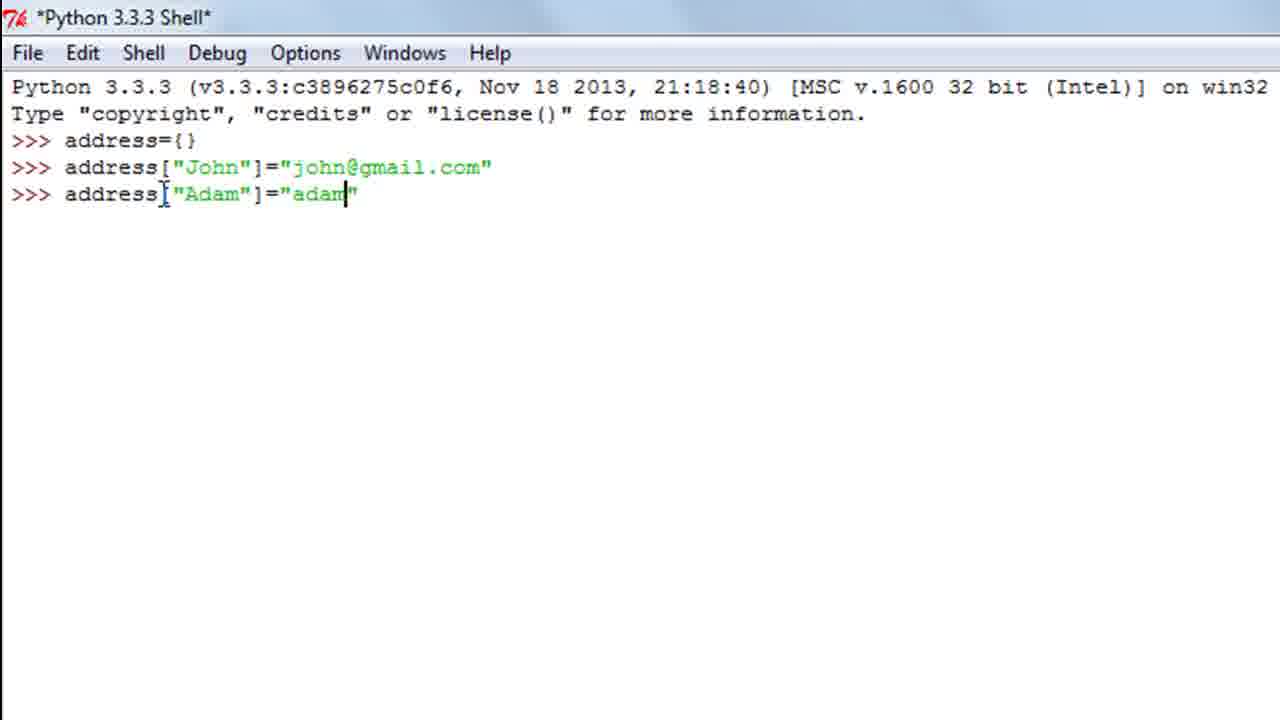 *Python 3.3.3 Shell*
File Edit Shell Debug Options Windows Help
Python 3.3.3 (v3.3.3:c3896275c0f6, Nov 18 2013, 21:18:40) [MSC v.1600 32 bit (Intel)] on win32
Type "copyright", "credits" or "license()" for more information.
>>> address={}
>>> address["John"]="john@gmail.com"
>>> address["Adam"]="adam"